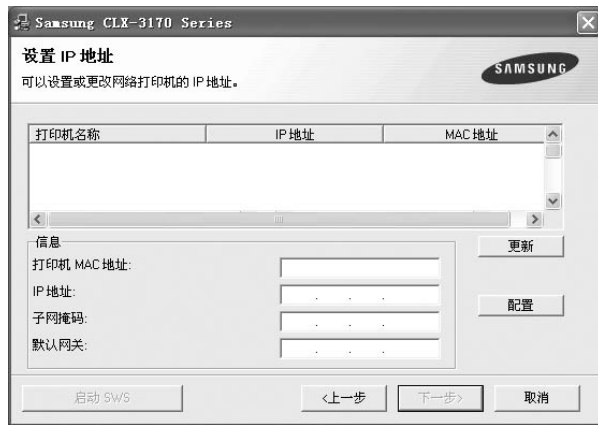 Samsung CLX-3170 Series
设置 IP 地址
可以设置或更改网络打印机的 IP 地址。
SAMSUNG
打印机名称 IP 地址 MAC 地址
信息
更新
打印机 MAC 地址:
IP 地址:
配置
子网掩码:
默认网关:
启动 SWS <上一步 下一步> 取消